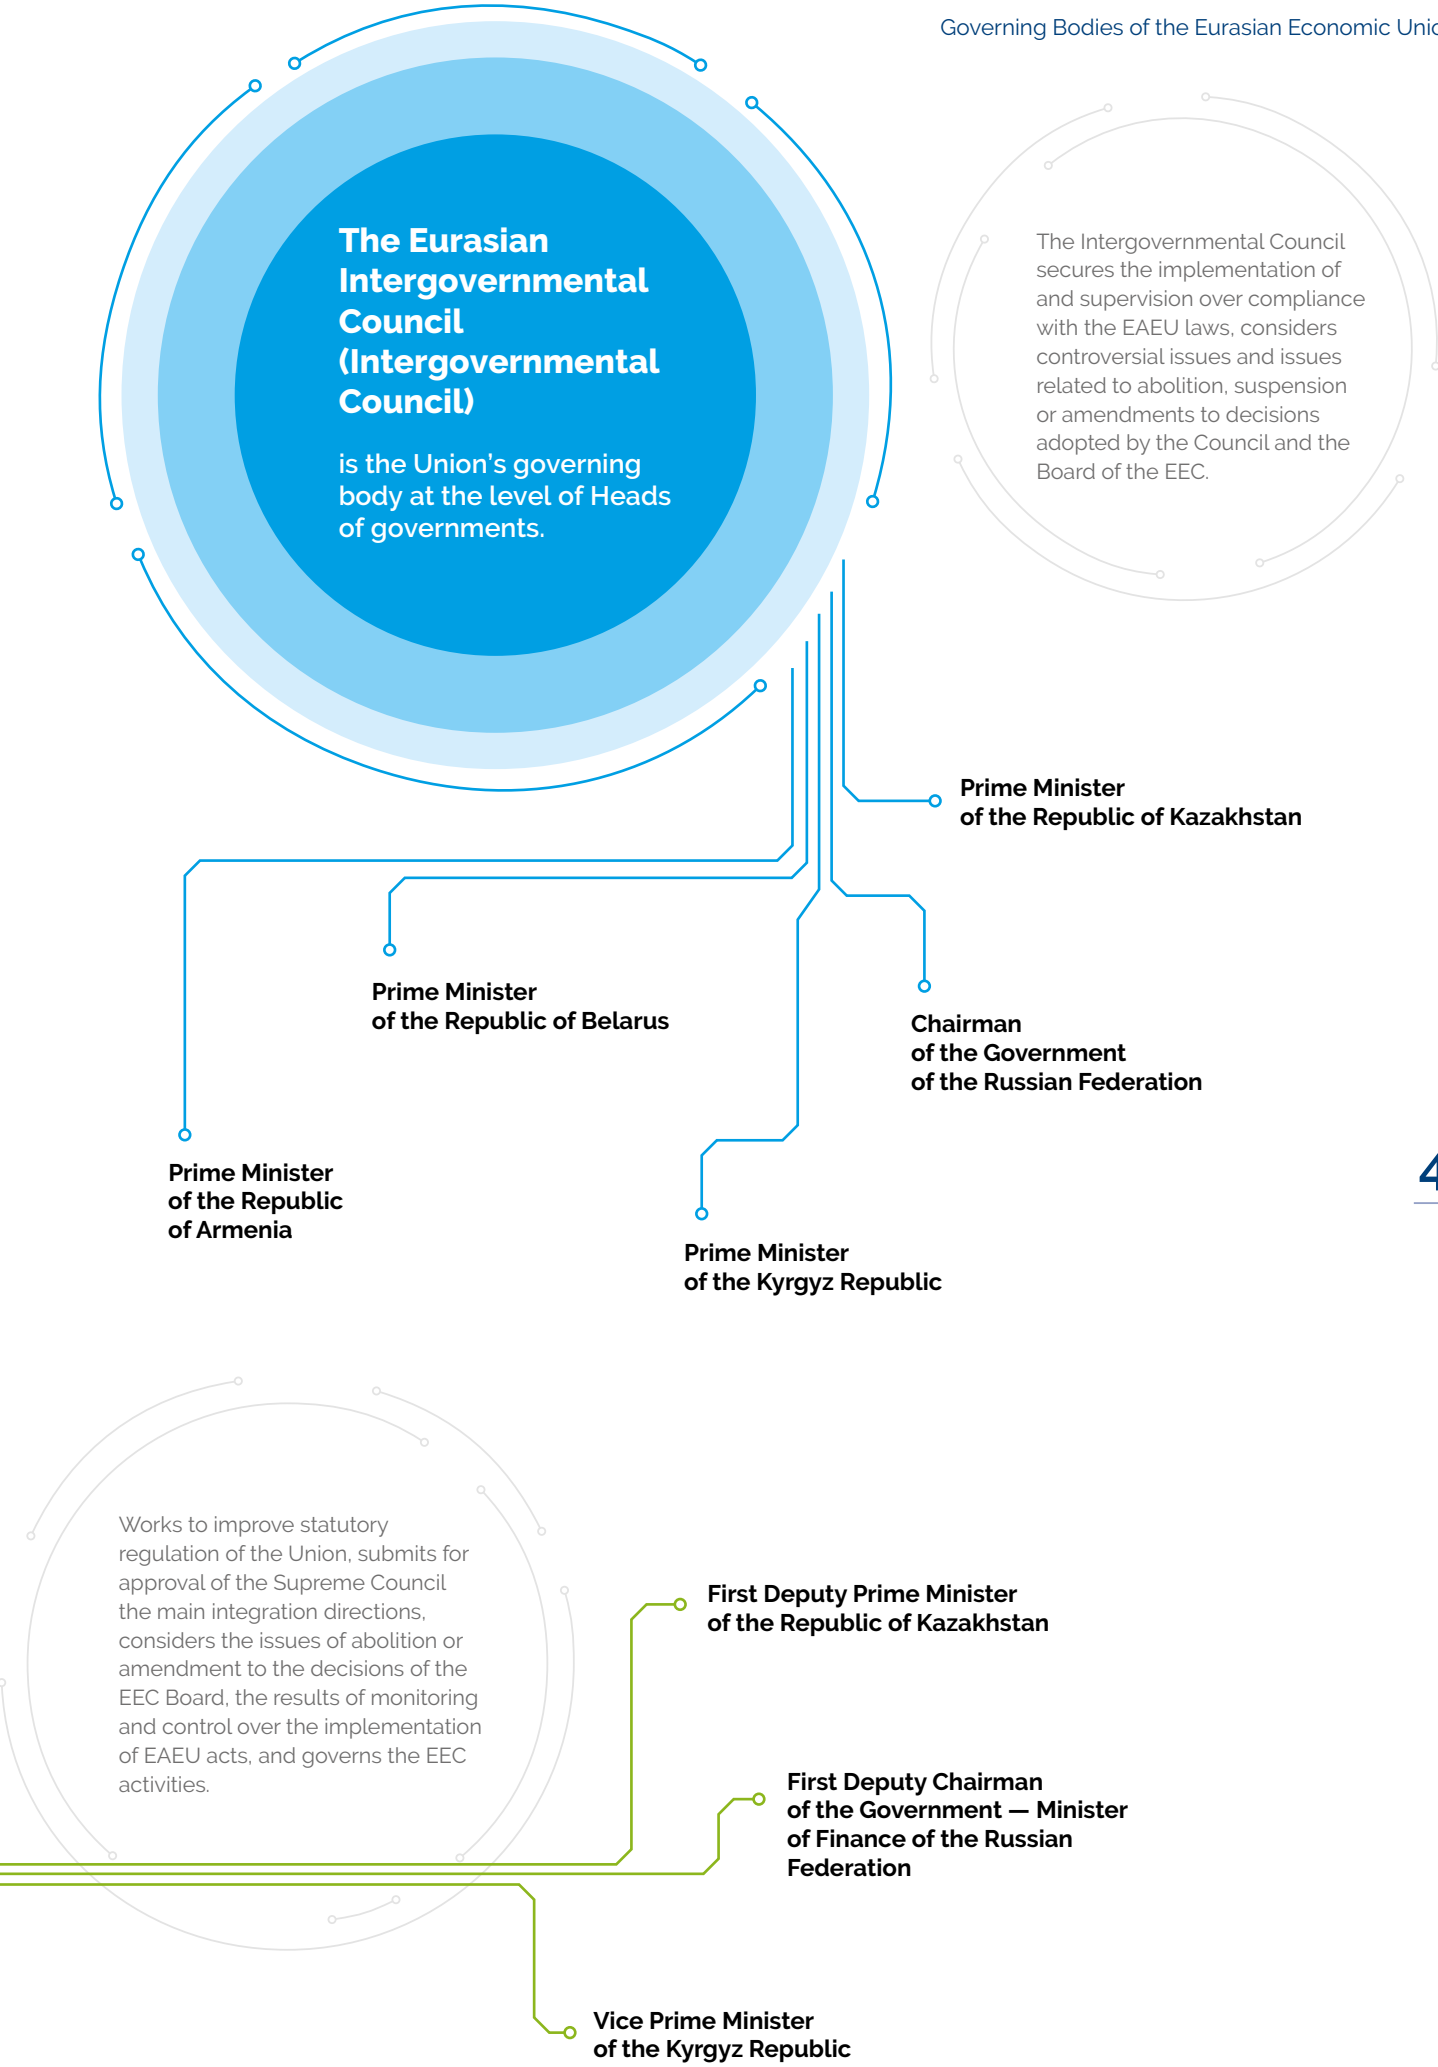 Governing Bodies of the Eurasian Economic
The Eurasian
Intergovernmental
Council
(Intergovernmental
Council)
is the Union's governing
body at the level of Heads
of governments.
The Intergovernmental Council
secures the implementation of
and supervision over compliance
with the EAEU laws, considers
controversial issues and issues
related to abolition, suspension
or amendments to decisions
adopted by the Council and the
Board of the EEC.
Prime Minister
of the Republic of Kazakhstan
Prime Minister
of the Republic of Belarus
Chairman
of the Government
of the Russian Federation
Prime Minister
of the Republic
of Armenia
Prime Minister
of the Kyrgyz Republic
Works to improve statutory
regulation of the Union, submits for
approval of the Supreme Council
the main integration directions,
considers the issues of abolition or
amendment to the decisions of the
EEC Board, the results of monitoring
and control over the implementation
of EAEU acts, and governs the EEC
activities.
First Deputy Prime Minister
of the Republic of Kazakhstan
First Deputy Chairman
of the Government — Minister
of Finance of the Russian
Federation
Vice Prime Minister
of the Kyrgyz Republic